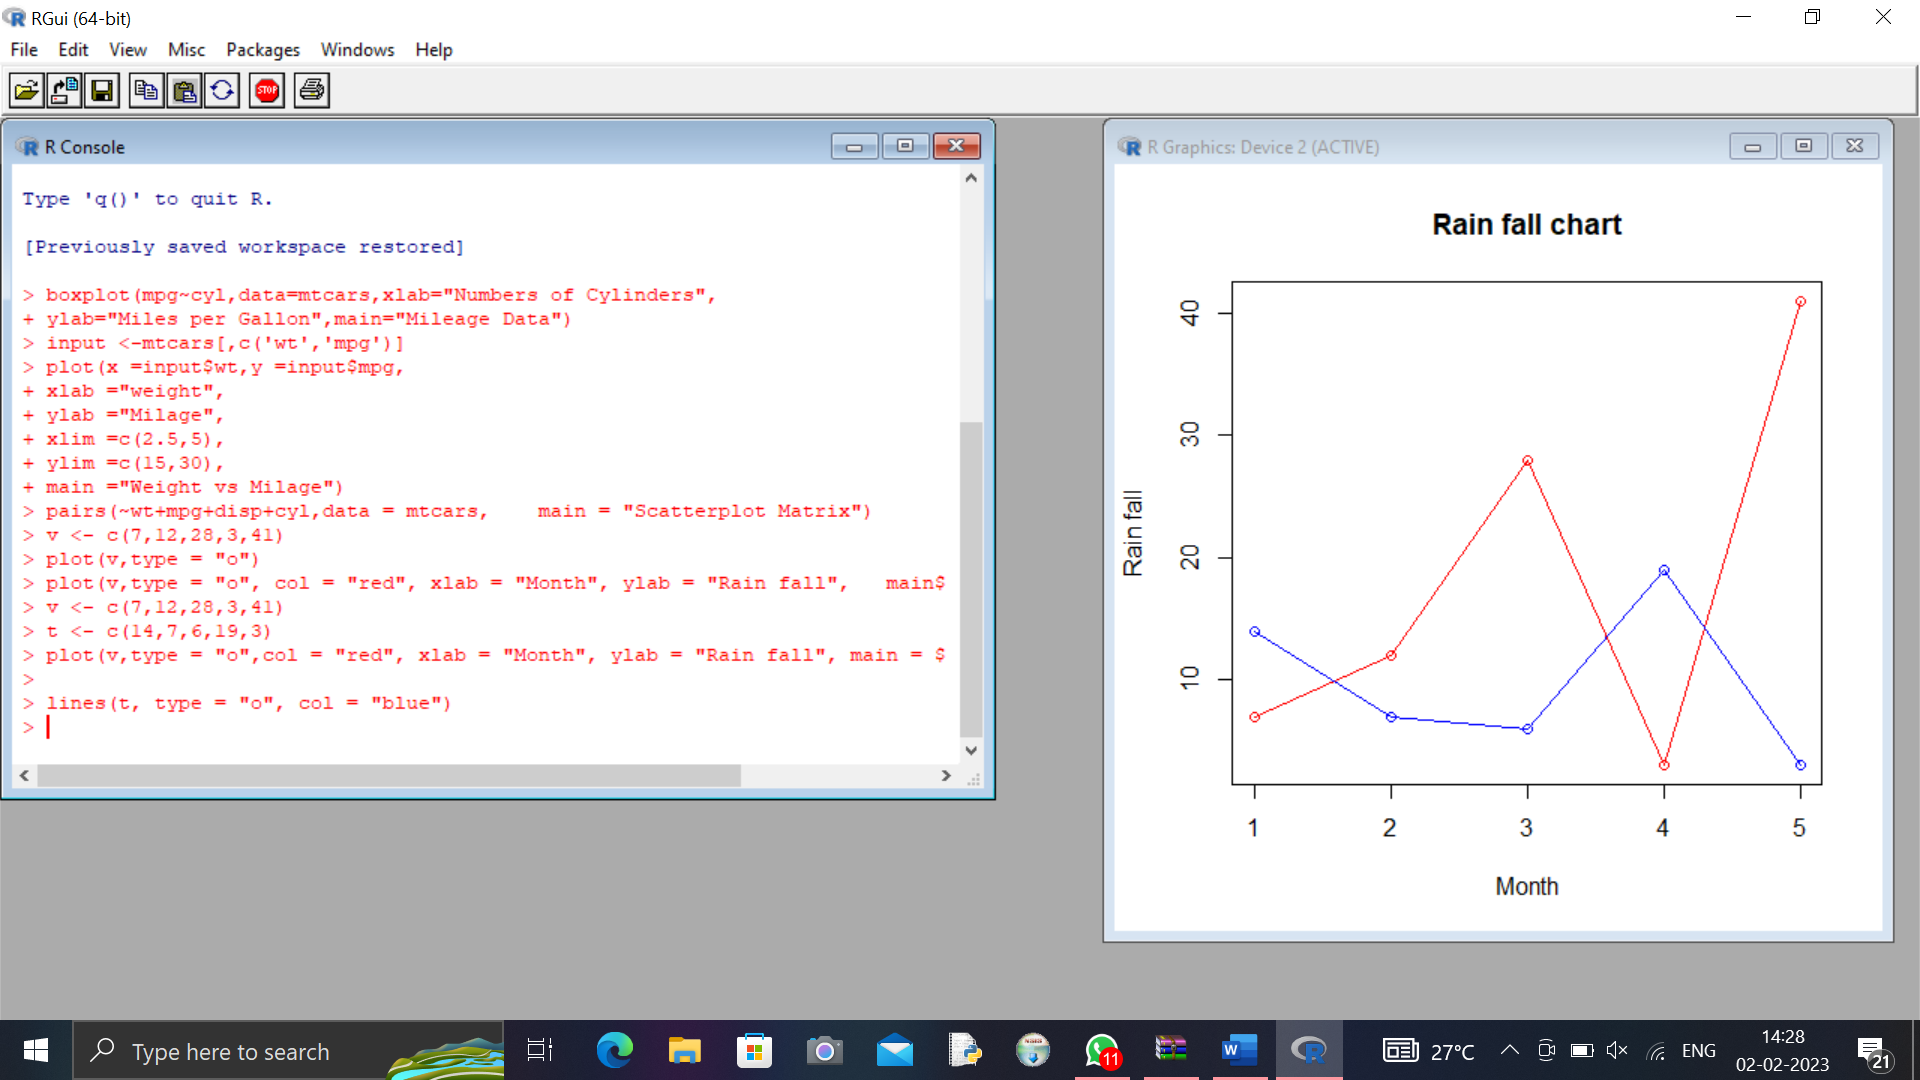 RGui (64-bit)
File Edit View Misc Packages Windows Help
STOP
R Console
Type 'q()' to quit R.
[Previously saved workspace restored]
> boxplot(mpg~cyl,data=mtcars,xlab="Numbers of Cylinders",
+ ylab="Miles per Gallon",main="Mileage Data")
> input <-mtcars[,c('wt','mpg')]
> plot(x =input$wt,y =input$mpg,
+ xlab ="weight",
+ ylab ="Milage",
+ xlim =c(2.5,5),
+ ylim =c(15,30),
+ main ="Weight vs Milage")
> pairs(~wt+mpg+disp+cyl,data = mtcars,    main = "Scatterplot Matrix")
> v <- c(7,12,28,3,41)
> plot(v,type = "o")
> plot(v,type = "o", col = "red", xlab = "Month", ylab = "Rain fall",   main$
> v <- c(7,12,28,3,41)
> t <- c(14,7,6,19,3)
> plot(v,type = "o",col = "red", xlab = "Month", ylab = "Rain fall", main = $
>
> lines(t, type = "o", col = "blue")
>
R Graphics: Device 2 (ACTIVE)
Rain fall chart
Rain fall
40
30
20
10
1 2 3 4 5
Month
Type here to search
11
W
27°C
ENG
14:28
02-02-2023
21